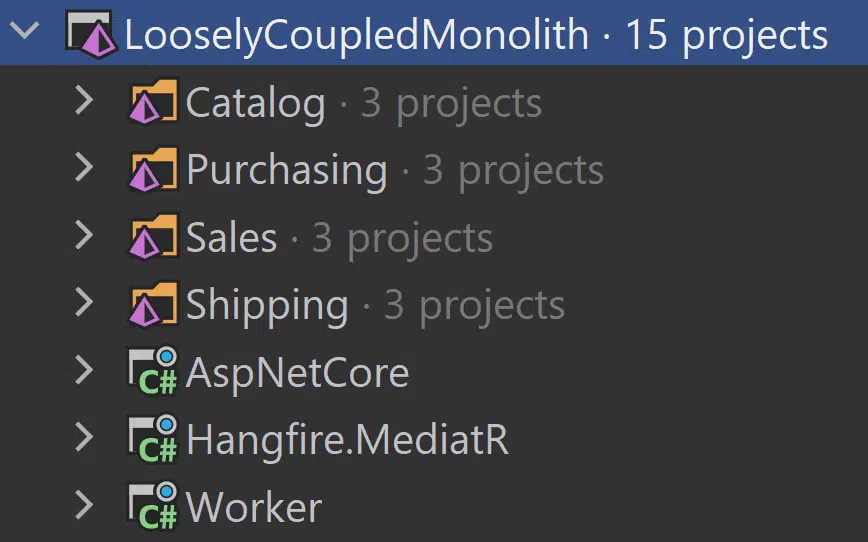 LooselyCoupledMonolith · 15 projects
Catalog · 3 projects
Purchasing · 3 projects
Sales · 3 projects
Shipping · 3 projects
C# AspNetCore
C# Hangfire.MediatR
C# Worker